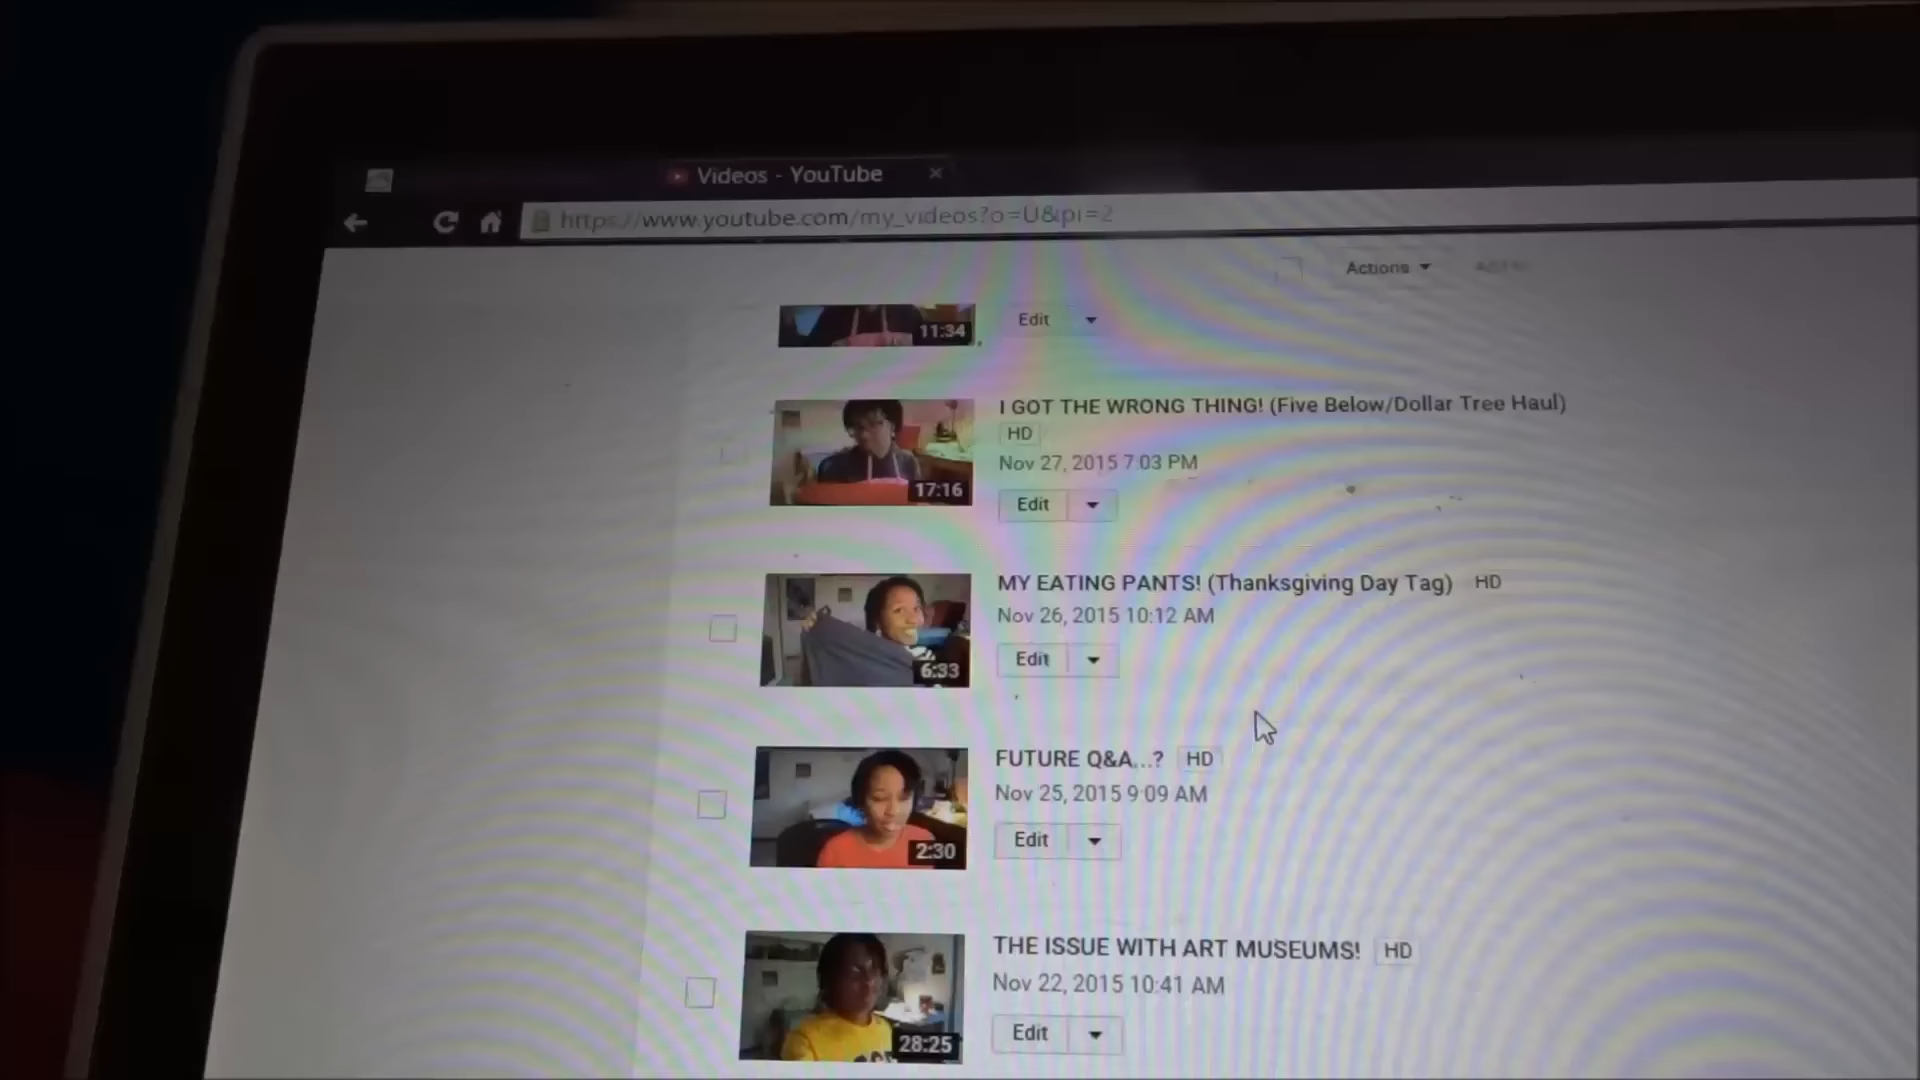 Videos - YouTube
https://www.youtube.com/my_videos?o=U&pi=2
Actions
11:34
Edit
I GOT THE WRONG THING! (Five Below/Dollar Tree Haul)
HD
Nov 27, 2015 7:03 PM
17:16
Edit
MY EATING PANTS! (Thanksgiving Day Tag) HD
Nov 26, 2015 10:12 AM
6:33
Edit
FUTURE Q&A...? HD
Nov 25, 2015 9:09 AM
2:30
Edit
THE ISSUE WITH ART MUSEUMS! HD
Nov 22, 2015 10:41 AM
28:25
Edit